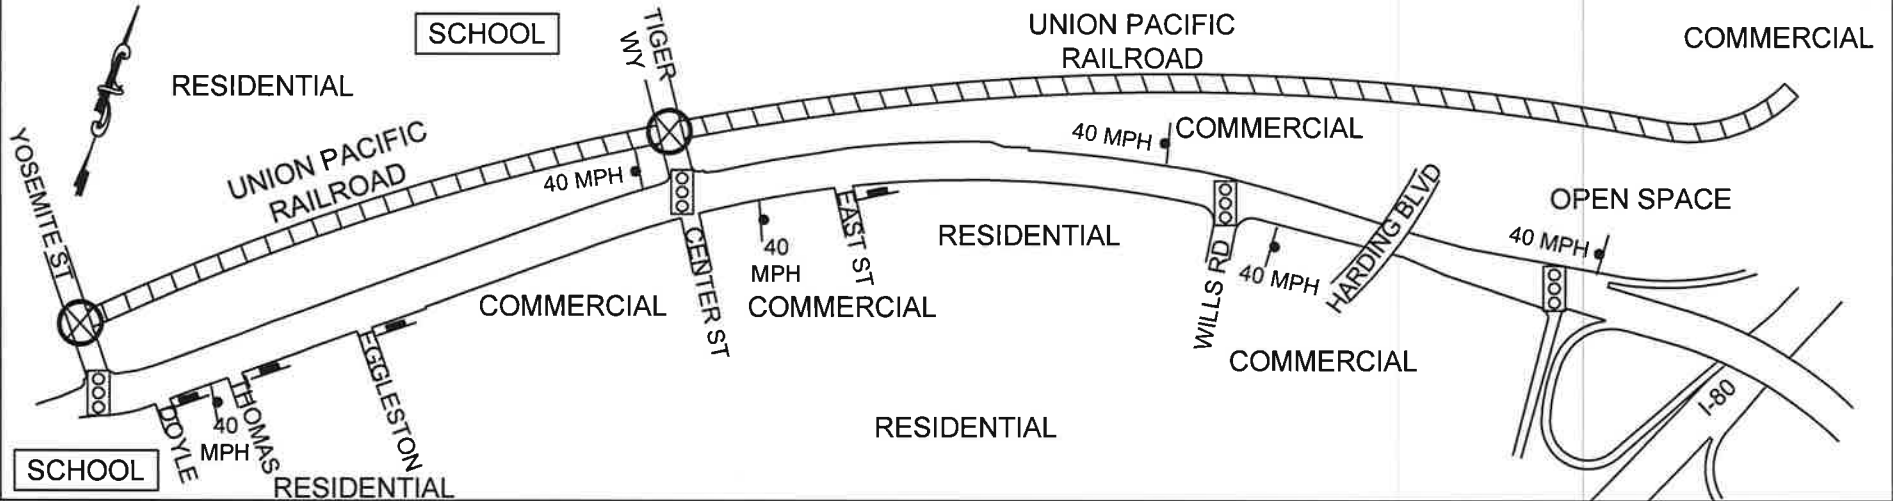 SCHOOL
TIGER
WY
UNION PACIFIC
RAILROAD
COMMERCIAL
RESIDENTIAL
YOSEMITE ST
UNION PACIFIC
RAILROAD
40 MPH
40 MPH
COMMERCIAL
HARDING BLVD
OPEN SPACE
40 MPH
EAST ST
RESIDENTIAL
40
MPH
CENTER ST
WILLS RD
40 MPH
COMMERCIAL
COMMERCIAL
COMMERCIAL
EGGLESTON
THOMAS
DOYLE
40
MPH
I-80
RESIDENTIAL
SCHOOL
RESIDENTIAL